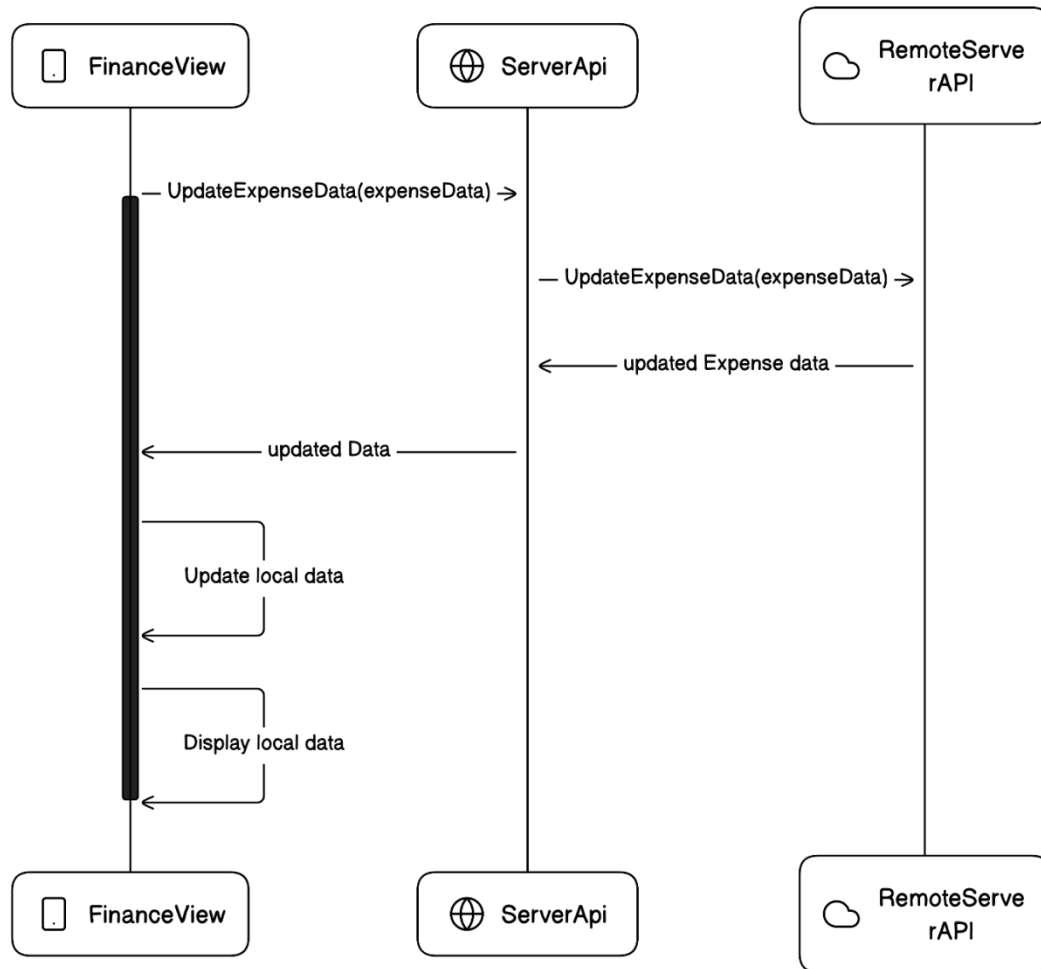 FinanceView
ServerApi
RemoteServe
rAPI
UpdateExpenseData(expenseData)
UpdateExpenseData(expenseData)
updated Expense data
updated Data
Update local data
Display local data
FinanceView
ServerApi
RemoteServe
rAPI